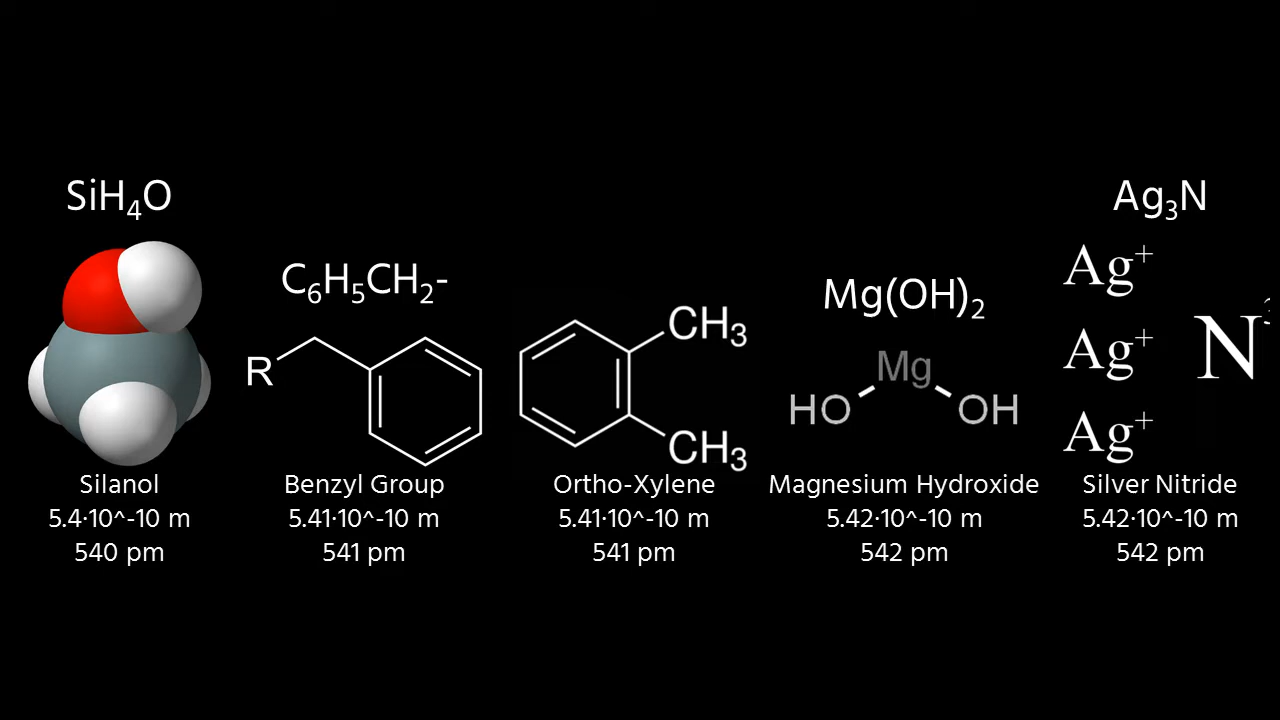 SiH₄O
Silanol
5.4·10^-10 m
540 pm
C₆H₅CH₂-
R
Benzyl Group
5.41·10^-10 m
541 pm
CH₃
CH₃
Ortho-Xylene
5.41·10^-10 m
541 pm
Mg(OH)₂
Mg
HO OH
Magnesium Hydroxide
5.42·10^-10 m
542 pm
Ag₃N
Ag⁺
Ag⁺ N
Ag⁺
Silver Nitride
5.42·10^-10 m
542 pm